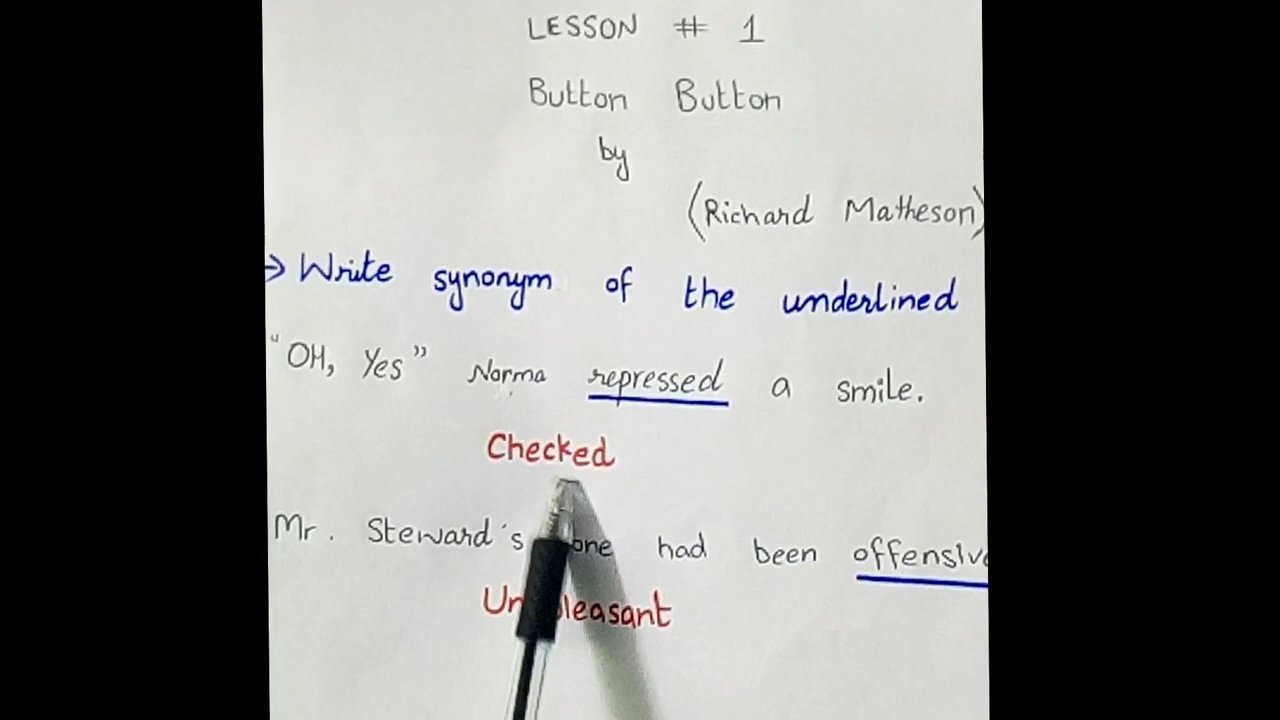 LESSON # 1
Button Button
by
(Richard Matheson)
→ Write synonym of the underlined
"OH, Yes" Norma repressed a smile.
Checked
Mr. Steward's had been